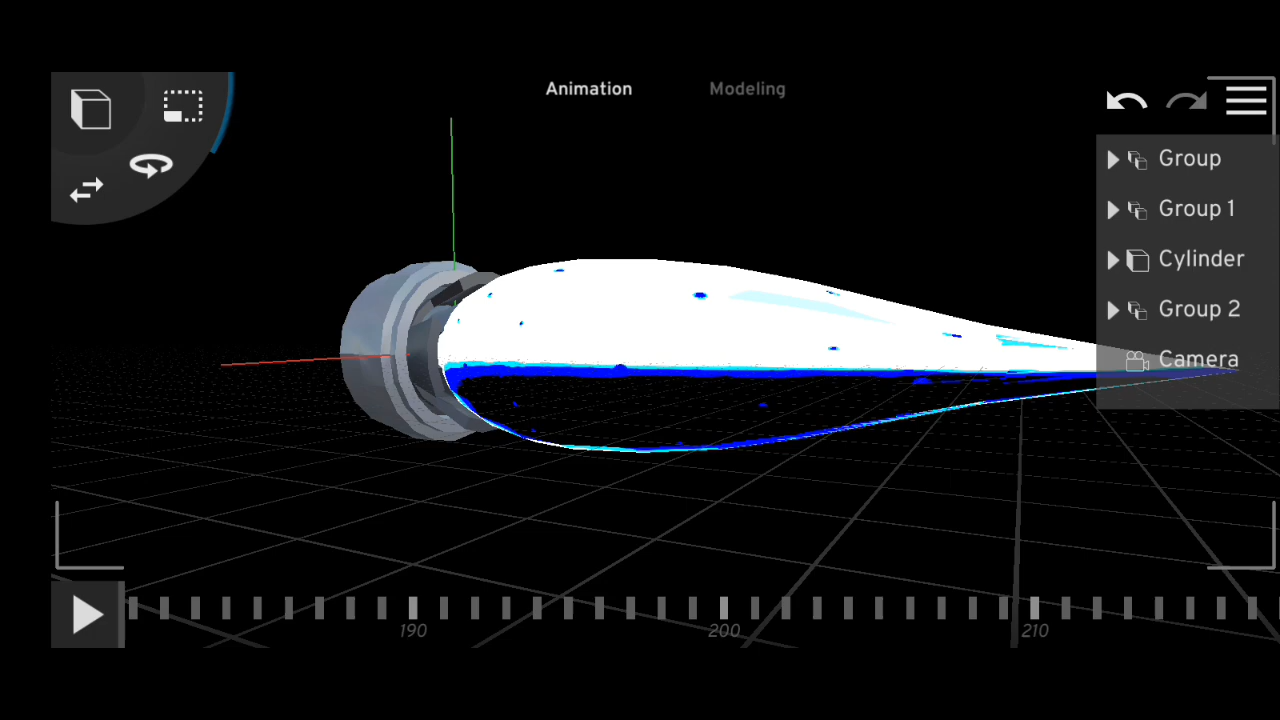 Animation Modeling
Group
Group 1
Cylinder
Group 2
Camera
190 200 210